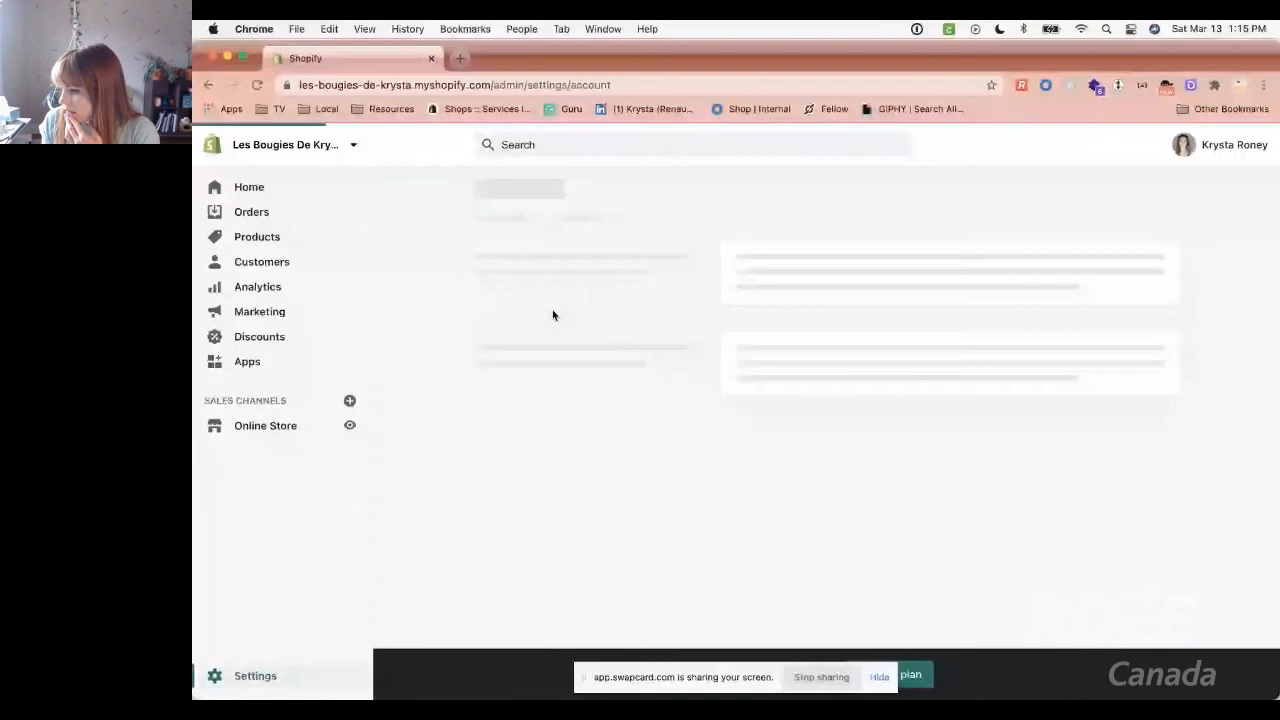 Chrome File Edit View History Bookmarks People Tab Window Help Sat Mar 13 1:15 PM
Shopify
les-bougies-de-krysta.myshopify.com/admin/settings/account
Apps TV Local Resources Shops :: Services I... Guru (1) Krysta (Renau... Shop | Internal Fellow GIPHY | Search All... Other Bookmarks
Les Bougies De Kry... Search Krysta Roney
Home
Orders
Products
Customers
Analytics
Marketing
Discounts
Apps
SALES CHANNELS
Online Store
Settings
app.swapcard.com is sharing your screen. Stop sharing Hide
plan
Canada